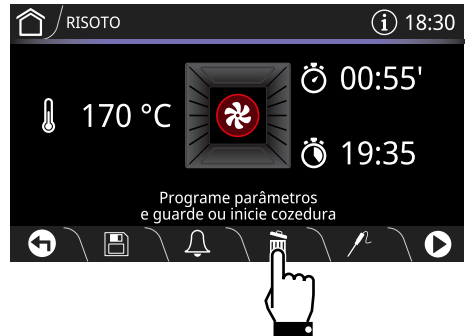 RISOTO
18:30
00:55'
170 °C
19:35
Programe parâmetros
e guarde ou inicie cozedura